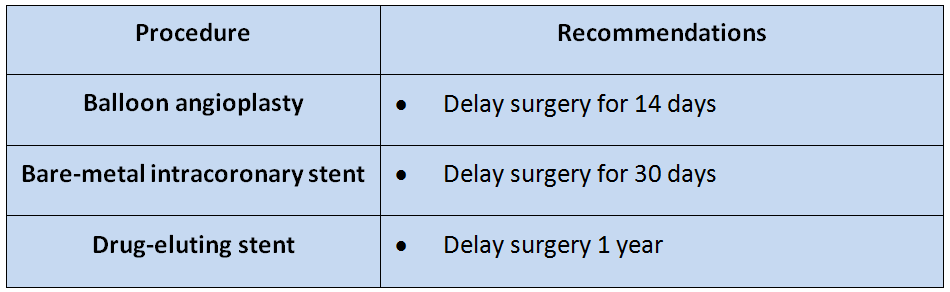 Procedure
Recommendations
Balloon angioplasty
• Delay surgery for 14 days
Bare-metal intracoronary stent
• Delay surgery for 30 days
Drug-eluting stent
• Delay surgery 1 year